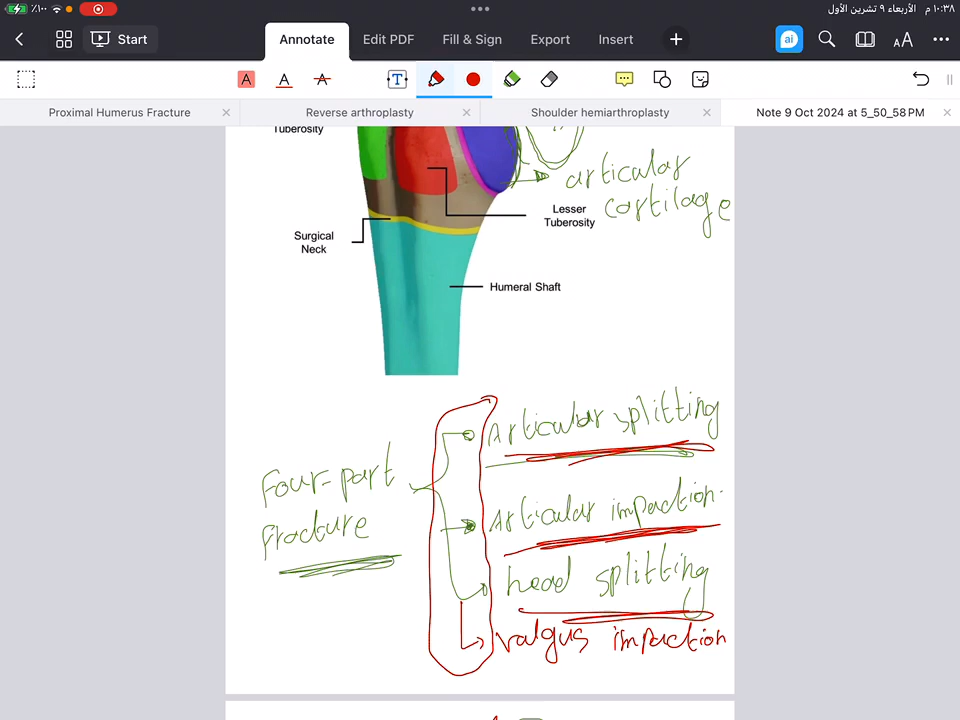 ٪١٠٠
١٠:٣٨ م الأربعاء ٩ تشرين الأول
Start
Annotate
Edit PDF
Fill & Sign
Export
Insert
ai
AA
A
A
A
T
Proximal Humerus Fracture
Reverse arthroplasty
Shoulder hemiarthroplasty
Note 9 Oct 2024 at 5_50_58 PM
Tuberosity
articular
cartilage
Lesser
Tuberosity
Surgical
Neck
Humeral Shaft
Articular splitting
Four-part
fracture
Articular impaction.
head splitting
valgus impaction